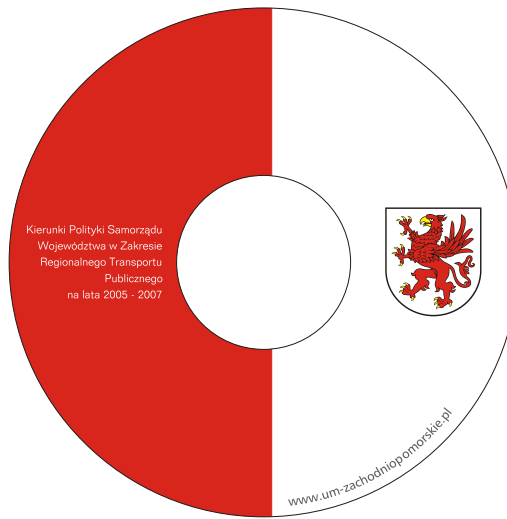 Kierunki Polityki Samorządu
Województwa w Zakresie
Regionalnego Transportu
Publicznego
na lata 2005 - 2007
www.um-zachodniopomorskie.pl